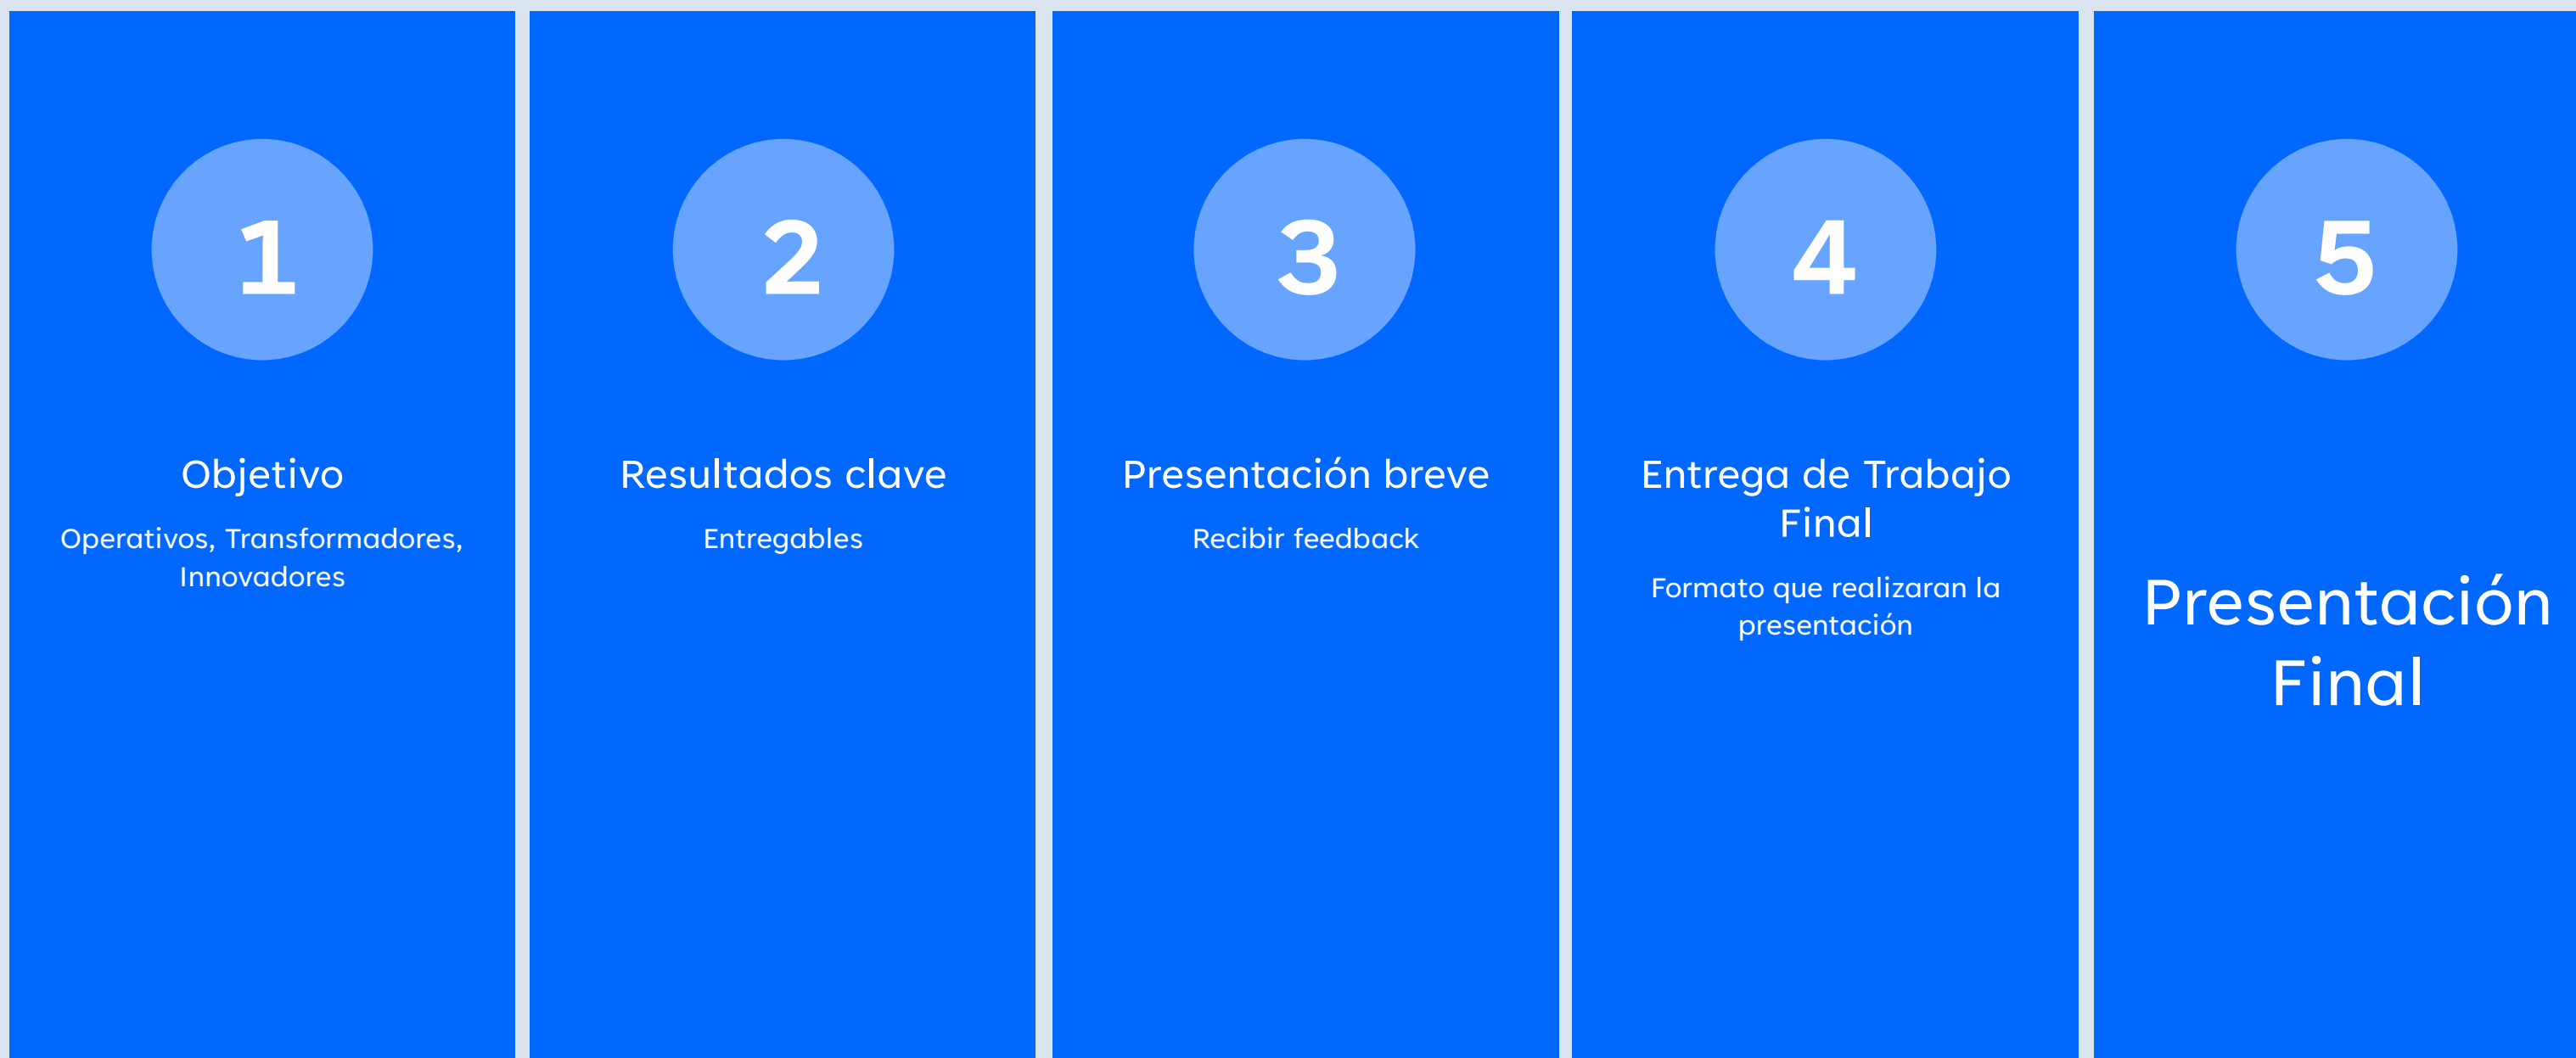 1
Objetivo
Operativos, Transformadores,
Innovadores
2
Resultados clave
Entregables
3
Presentación breve
Recibir feedback
4
Entrega de Trabajo
Final
Formato que realizaran la
presentación
5
Presentación
Final